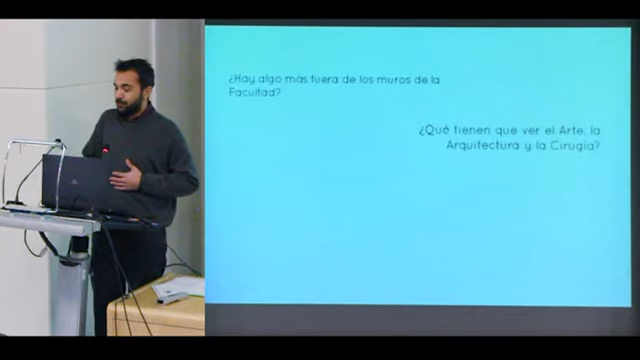 ¿Hay algo más fuera de los muros de la
Facultad?
¿Qué tienen que ver el Arte, la
Arquitectura y la Cirugía?